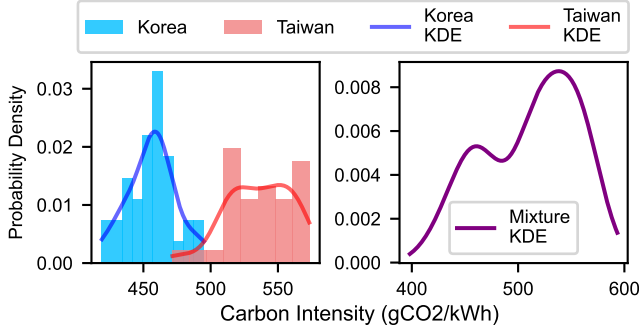 Korea
Taiwan
Korea
KDE
Taiwan
KDE
Probability Density
0.03
0.02
0.01
0.00
450
500
550
0.008
0.006
0.004
0.002
0.000
400
500
600
Mixture
KDE
Carbon Intensity (gCO2/kWh)